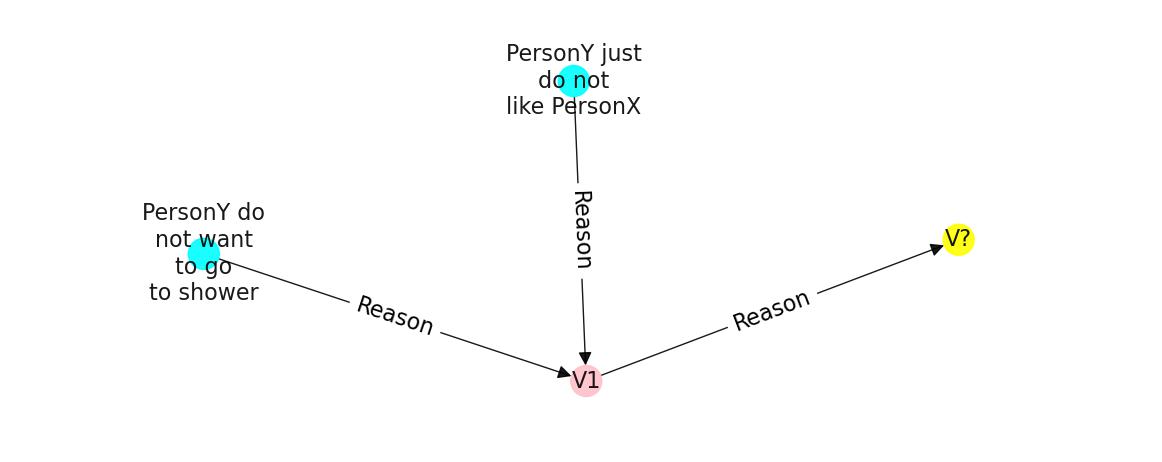 PersonY just
do not
like PersonX
Reason
PersonY do
not want
to go
to shower
Reason
V1
Reason
V?